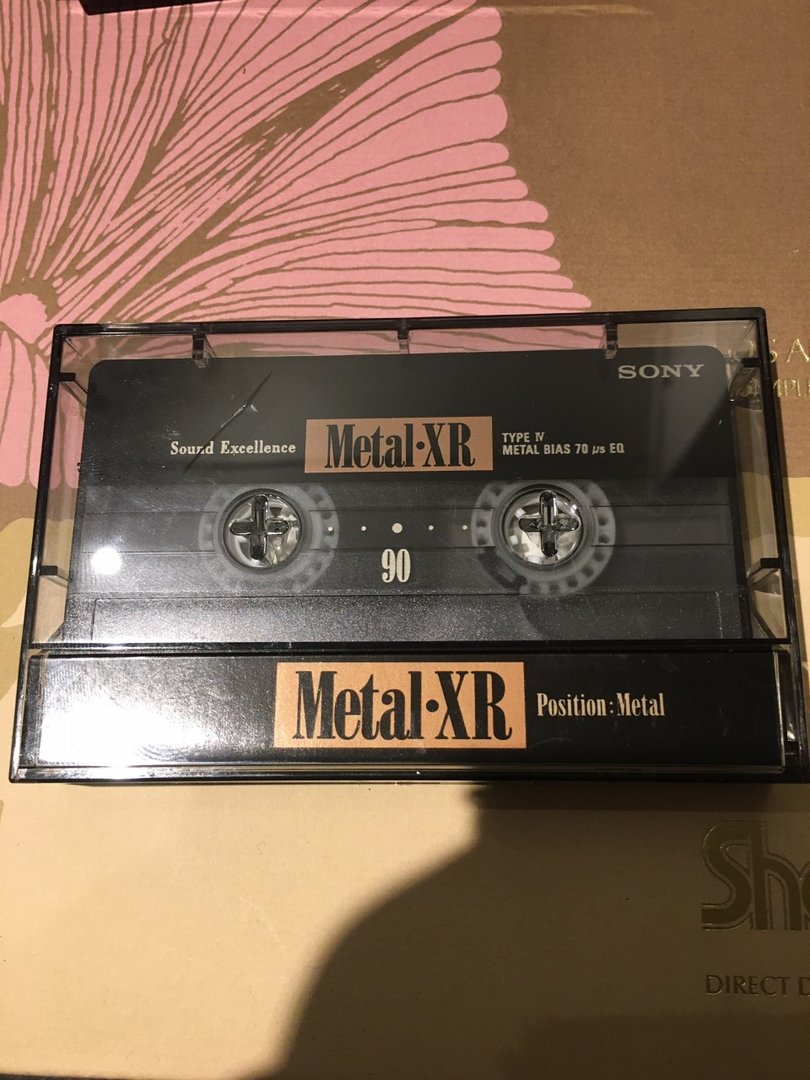 SONY
Sound Excellence
Metal·XR
TYPE IV
METAL BIAS 70 μs EQ
90
Metal·XR
Position:Metal
DIRECT